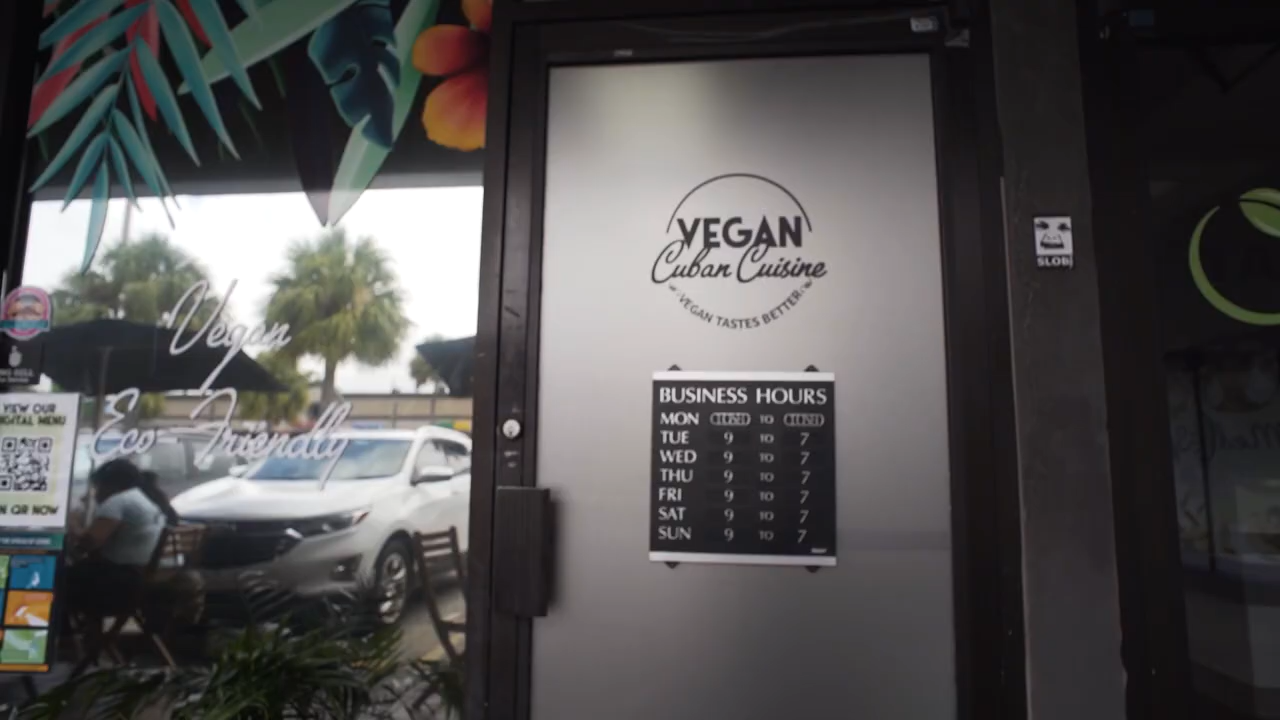 VEGAN
Cuban Cuisine
VEGAN TASTES BETTER
Vegan
Eco Friendly
VIEW OUR
DIGITAL MENU
BUSINESS HOURS
MON CLOSED TO CLOSED
TUE 9 TO 7
WED 9 TO 7
THU 9 TO 7
FRI 9 TO 7
SAT 9 TO 7
SUN 9 TO 7
SLOB